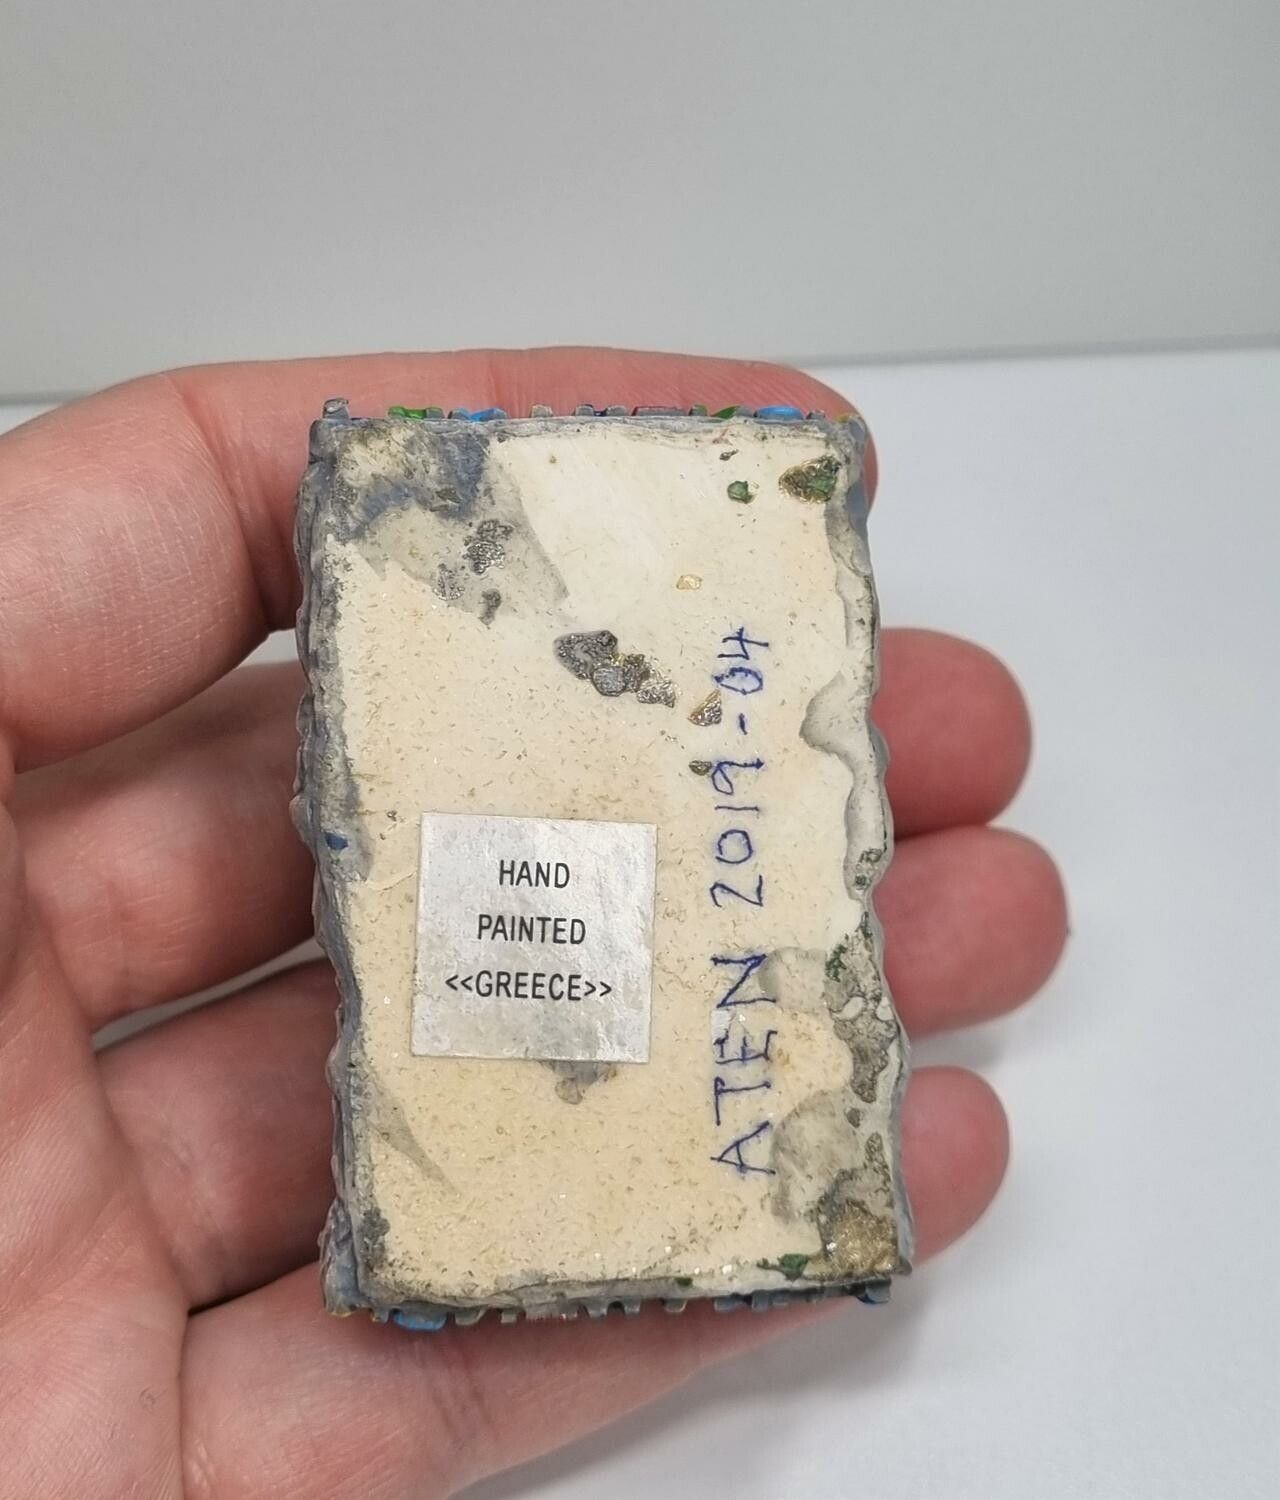 HAND
PAINTED
<<GREECE>>
ATEN 2019-04